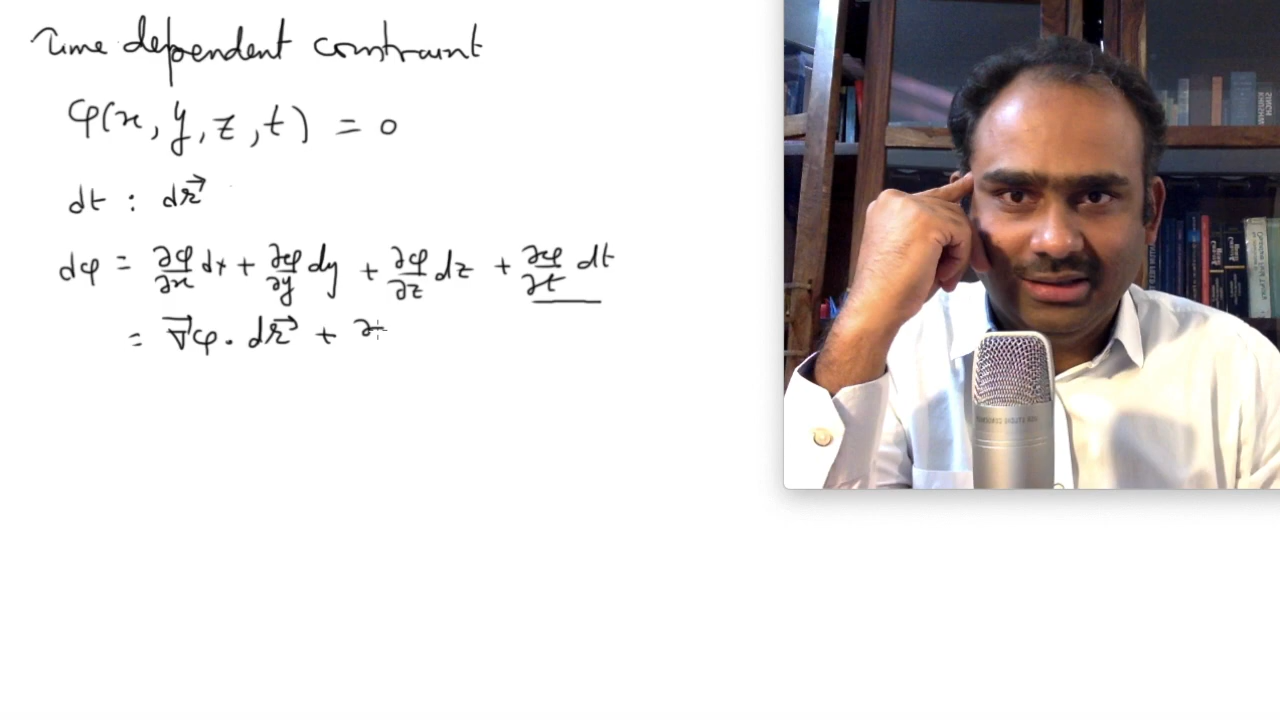 Time dependent constraint
φ(x, y, z, t) = 0
dt : dr⃗
dφ = ∂φ/∂x dx + ∂φ/∂y dy + ∂φ/∂z dz + ∂φ/∂t dt
= ∇⃗φ · dr⃗ + ∂